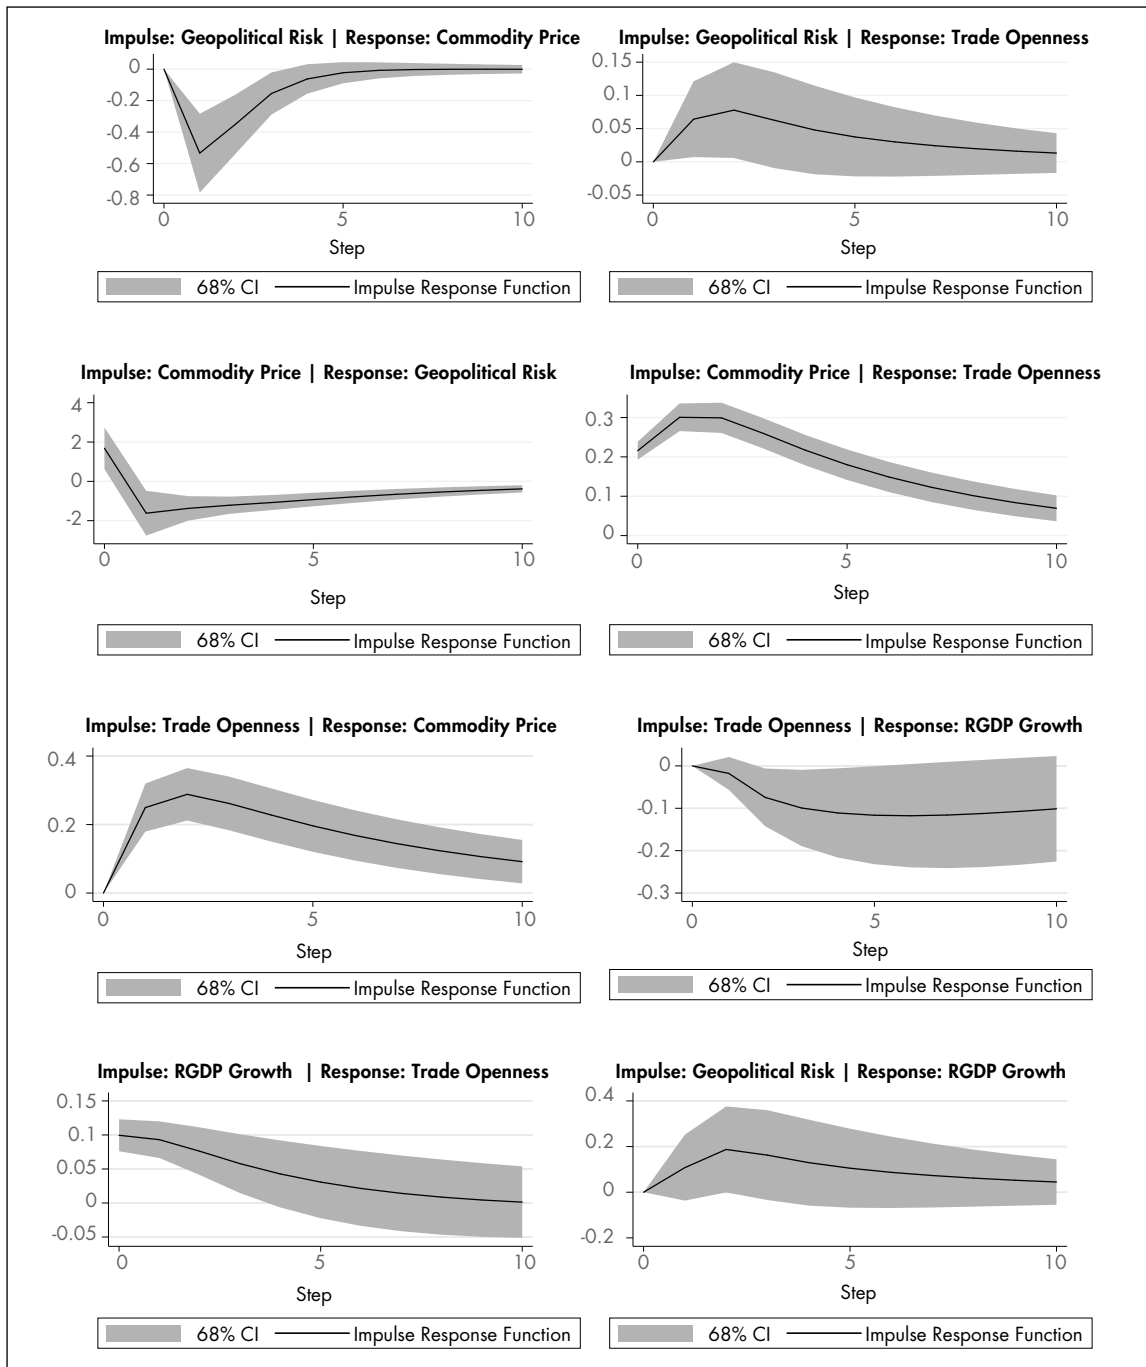 Impulse: Geopolitical Risk | Response: Commodity Price
0
-0.2
-0.4
-0.6
-0.8
0 5 10
Step
68% CI Impulse Response Function
Impulse: Geopolitical Risk | Response: Trade Openness
0.15
0.1
0.05
0
-0.05
0 5 10
Step
68% CI Impulse Response Function
Impulse: Commodity Price | Response: Geopolitical Risk
4
2
0
-2
0 5 10
Step
68% CI Impulse Response Function
Impulse: Commodity Price | Response: Trade Openness
0.3
0.2
0.1
0
0 5 10
Step
68% CI Impulse Response Function
Impulse: Trade Openness | Response: Commodity Price
0.4
0.2
0
0 5 10
Step
68% CI Impulse Response Function
Impulse: Trade Openness | Response: RGDP Growth
0
-0.1
-0.2
-0.3
0 5 10
Step
68% CI Impulse Response Function
Impulse: RGDP Growth | Response: Trade Openness
0.15
0.1
0.05
0
-0.05
0 5 10
Step
68% CI Impulse Response Function
Impulse: Geopolitical Risk | Response: RGDP Growth
0.4
0.2
0
-0.2
0 5 10
Step
68% CI Impulse Response Function